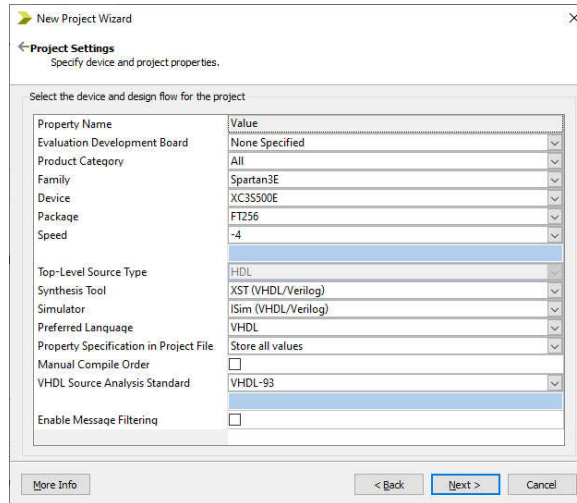 New Project Wizard
Project Settings
Specify device and project properties.
Select the device and design flow for the project
Property Name Value
Evaluation Development Board None Specified
Product Category All
Family Spartan3E
Device XC3S500E
Package FT256
Speed -4
Top-Level Source Type HDL
Synthesis Tool XST (VHDL/Verilog)
Simulator ISim (VHDL/Verilog)
Preferred Language VHDL
Property Specification in Project File Store all values
Manual Compile Order
VHDL Source Analysis Standard VHDL-93
Enable Message Filtering
More Info < Back Next > Cancel